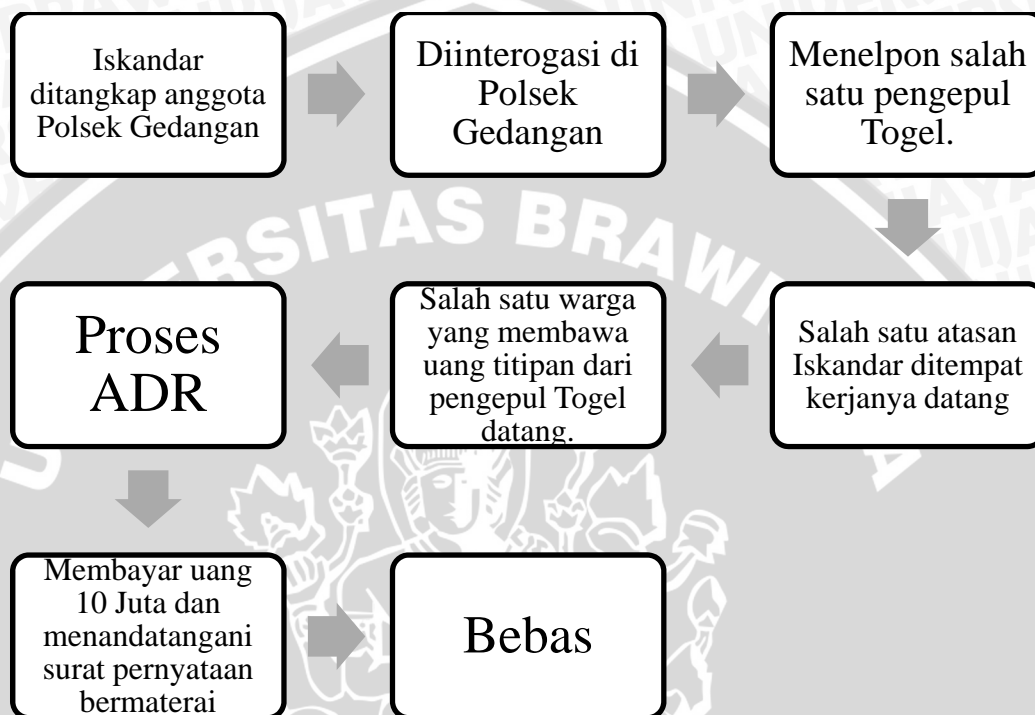 Iskandar
ditangkap anggota
Polsek Gedangan
Diinterogasi di
Polsek
Gedangan
Menelpon salah
satu pengepul
Togel.
Salah satu atasan
Iskandar ditempat
kerjanya datang
Salah satu warga
yang membawa
uang titipan dari
pengepul Togel
datang.
Proses
ADR
Membayar uang
10 Juta dan
menandatangani
surat pernyataan
bermaterai
Bebas
RSITAS BRAWI